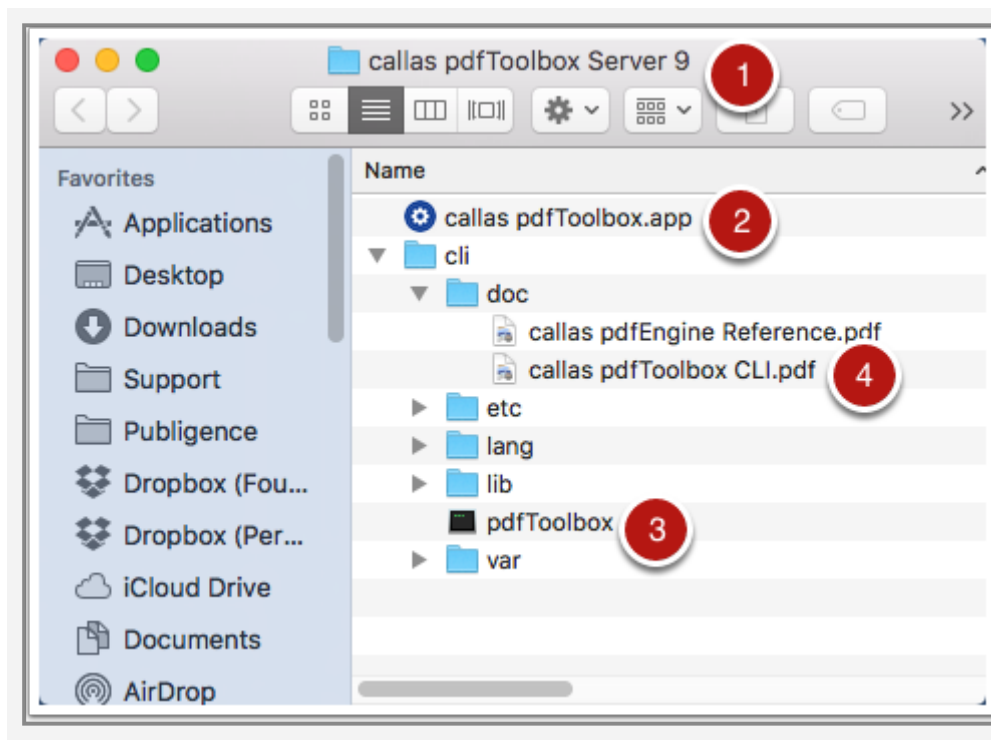 callas pdfToolbox Server 9
1
Favorites
Applications
Desktop
Downloads
Support
Publigence
Dropbox (Fou...
Dropbox (Per...
iCloud Drive
Documents
AirDrop
Name
callas pdfToolbox.app
2
cli
doc
callas pdfEngine Reference.pdf
callas pdfToolbox CLI.pdf
4
etc
lang
lib
pdfToolbox
3
var